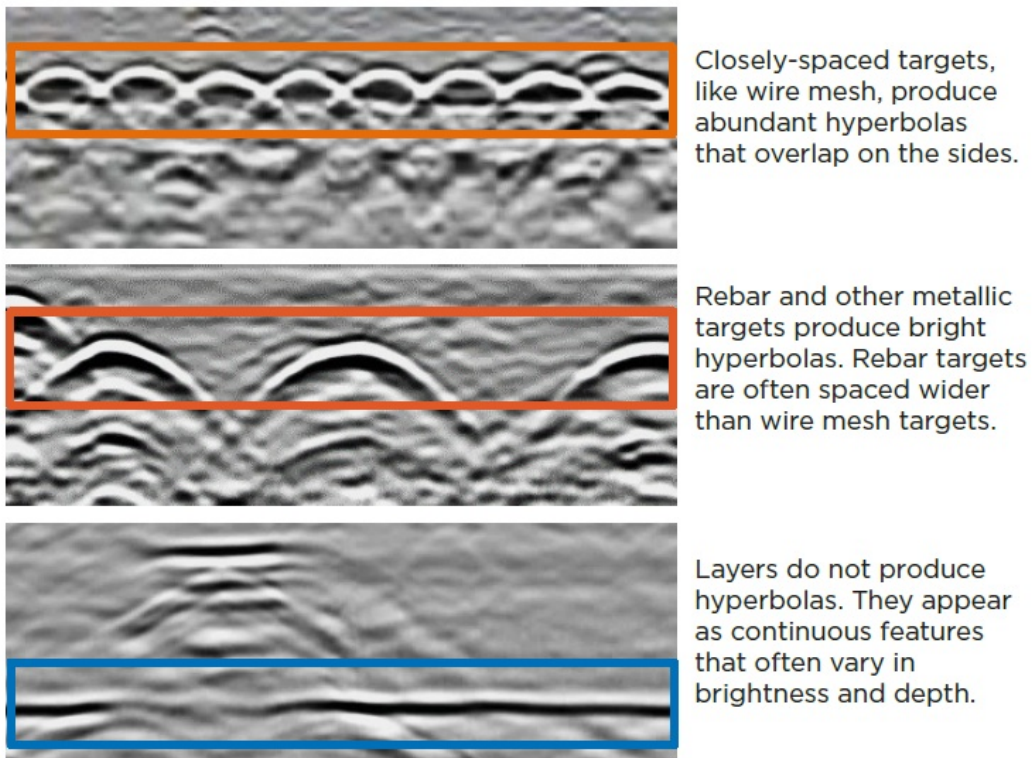 Closely-spaced targets,
like wire mesh, produce
abundant hyperbolas
that overlap on the sides.
Rebar and other metallic
targets produce bright
hyperbolas. Rebar targets
are often spaced wider
than wire mesh targets.
Layers do not produce
hyperbolas. They appear
as continuous features
that often vary in
brightness and depth.